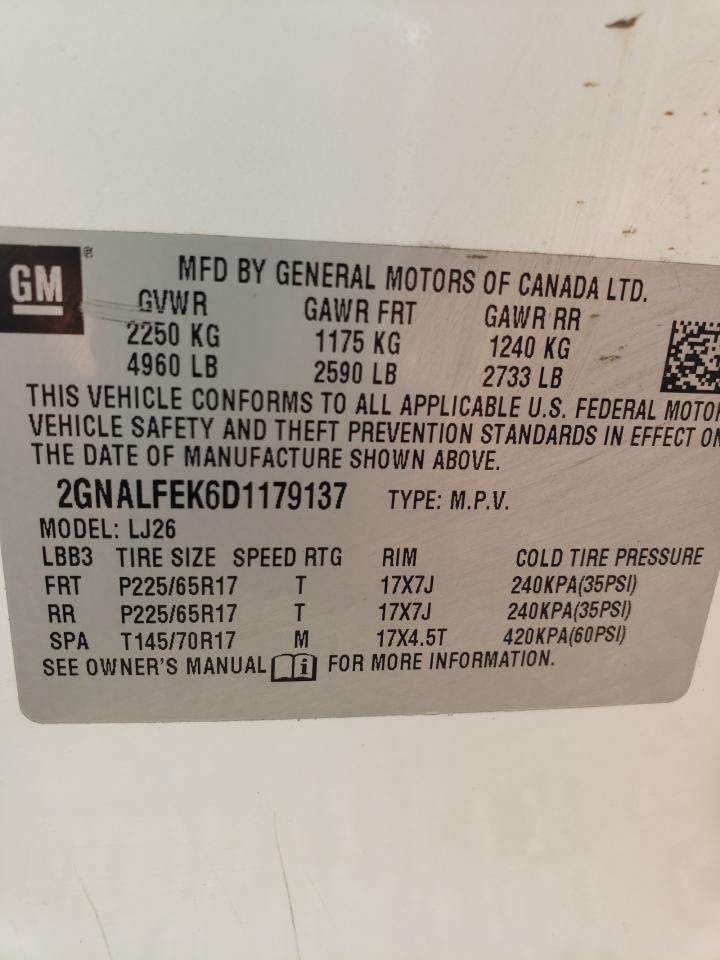 GM®
MFD BY GENERAL MOTORS OF CANADA LTD.
GVWR GAWR FRT GAWR RR
2250 KG 1175 KG 1240 KG
4960 LB 2590 LB 2733 LB
THIS VEHICLE CONFORMS TO ALL APPLICABLE U.S. FEDERAL MOTOR
VEHICLE SAFETY AND THEFT PREVENTION STANDARDS IN EFFECT ON
THE DATE OF MANUFACTURE SHOWN ABOVE.
2GNALFEK6D1179137 TYPE: M.P.V.
MODEL: LJ26
LBB3 TIRE SIZE SPEED RTG RIM COLD TIRE PRESSURE
FRT P225/65R17 T 17X7J 240KPA(35PSI)
RR P225/65R17 T 17X7J 240KPA(35PSI)
SPA T145/70R17 M 17X4.5T 420KPA(60PSI)
SEE OWNER'S MANUAL i FOR MORE INFORMATION.